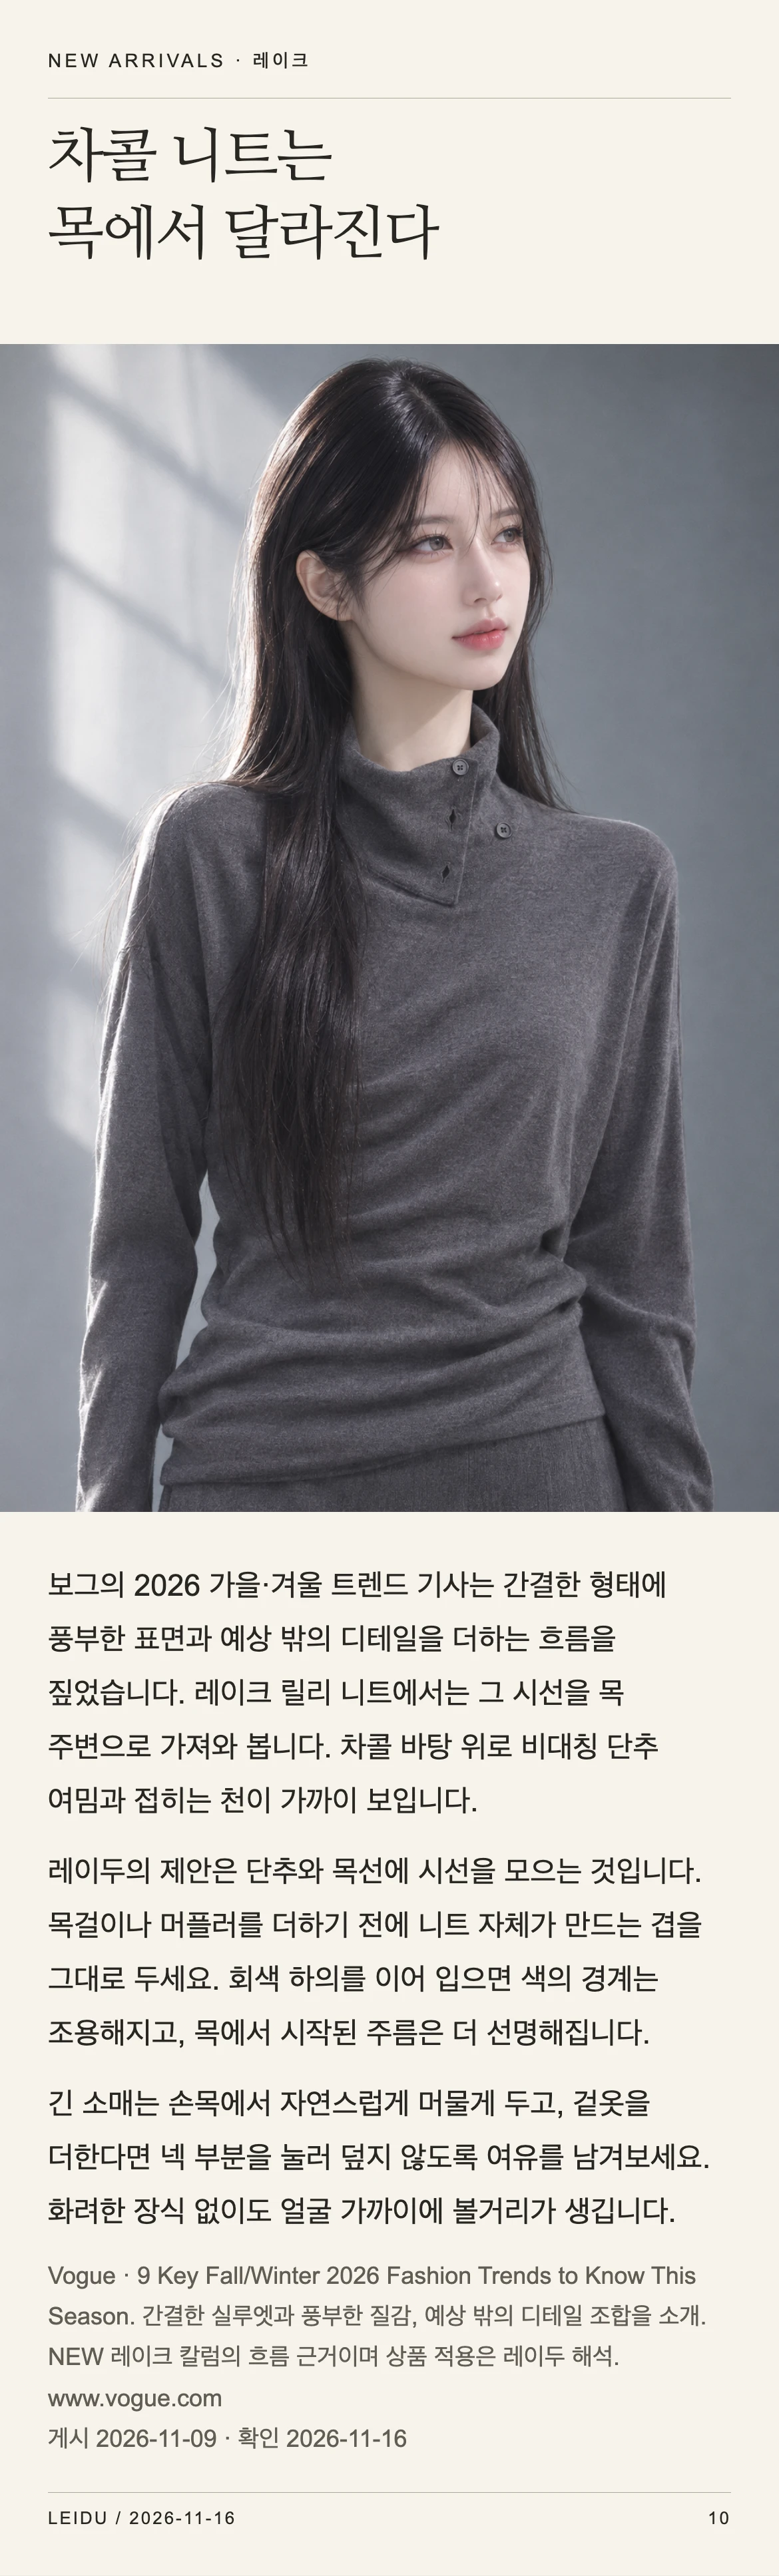 NEW ARRIVALS · 레이크
차콜 니트는
목에서 달라진다
보그의 2026 가을·겨울 트렌드 기사는 간결한 형태에
풍부한 표면과 예상 밖의 디테일을 더하는 흐름을
짚었습니다. 레이크 릴리 니트에서는 그 시선을 목
주변으로 가져와 봅니다. 차콜 바탕 위로 비대칭 단추
여밈과 접히는 천이 가까이 보입니다.
레이두의 제안은 단추와 목선에 시선을 모으는 것입니다.
목걸이나 머플러를 더하기 전에 니트 자체가 만드는 겹을
그대로 두세요. 회색 하의를 이어 입으면 색의 경계는
조용해지고, 목에서 시작된 주름은 더 선명해집니다.
긴 소매는 손목에서 자연스럽게 머물게 두고, 겉옷을
더한다면 넥 부분을 눌러 덮지 않도록 여유를 남겨보세요.
화려한 장식 없이도 얼굴 가까이에 볼거리가 생깁니다.
Vogue · 9 Key Fall/Winter 2026 Fashion Trends to Know This
Season. 간결한 실루엣과 풍부한 질감, 예상 밖의 디테일 조합을 소개.
NEW 레이크 칼럼의 흐름 근거이며 상품 적용은 레이두 해석.
www.vogue.com
게시 2026-11-09 · 확인 2026-11-16
LEIDU / 2026-11-16
10